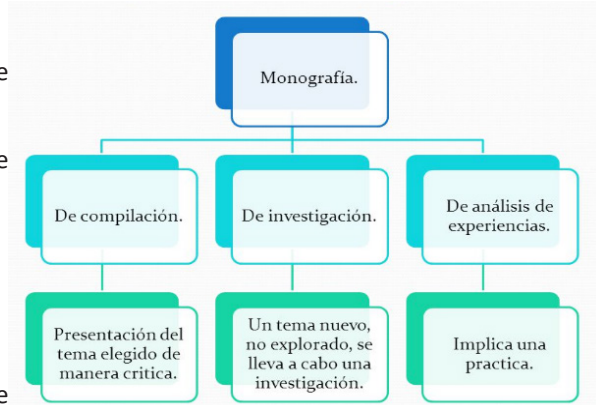 e
Monografía.
e
De compilación.
De investigación.
De análisis de
experiencias.
Presentación del
tema elegido de
manera critica.
Un tema nuevo,
no explorado, se
lleva a cabo una
investigación.
Implica una
practica.
e